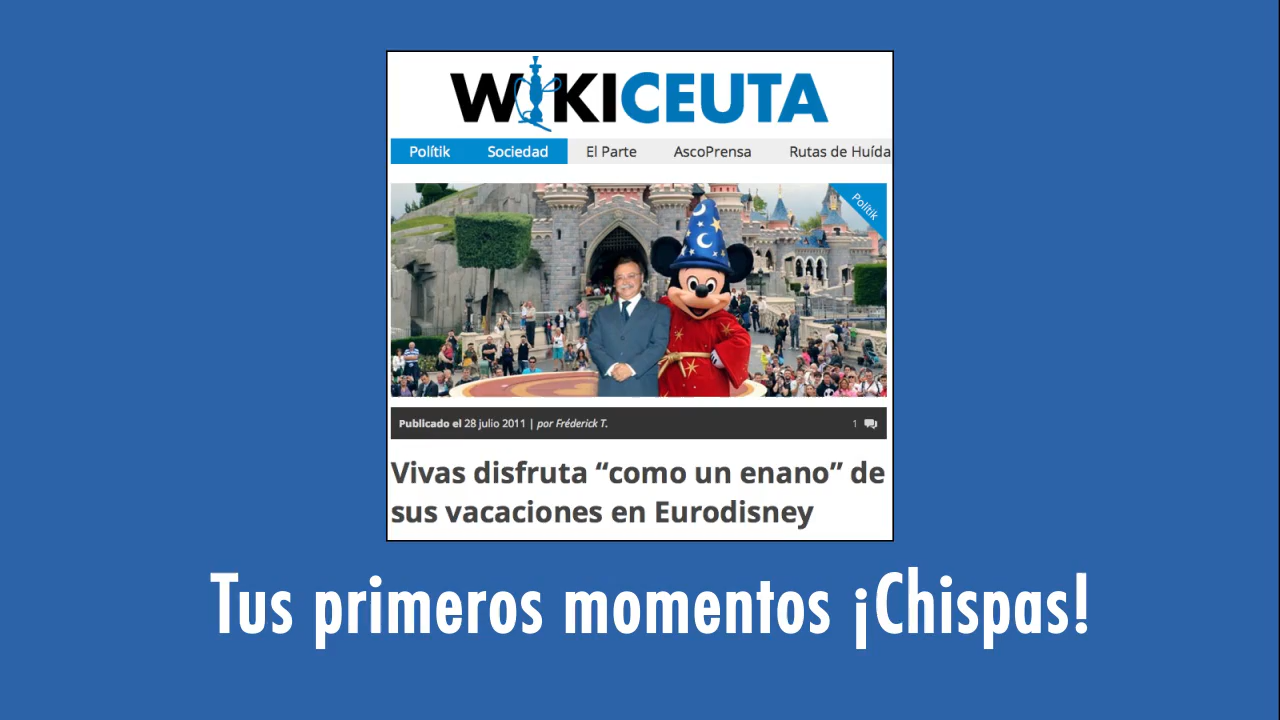 WIKICEUTA
Polítik Sociedad El Parte AscoPrensa Rutas de Huída
Polítik
Publicado el 28 julio 2011 | por Fréderick T. 1
Vivas disfruta “como un enano” de
sus vacaciones en Eurodisney
Tus primeros momentos ¡Chispas!